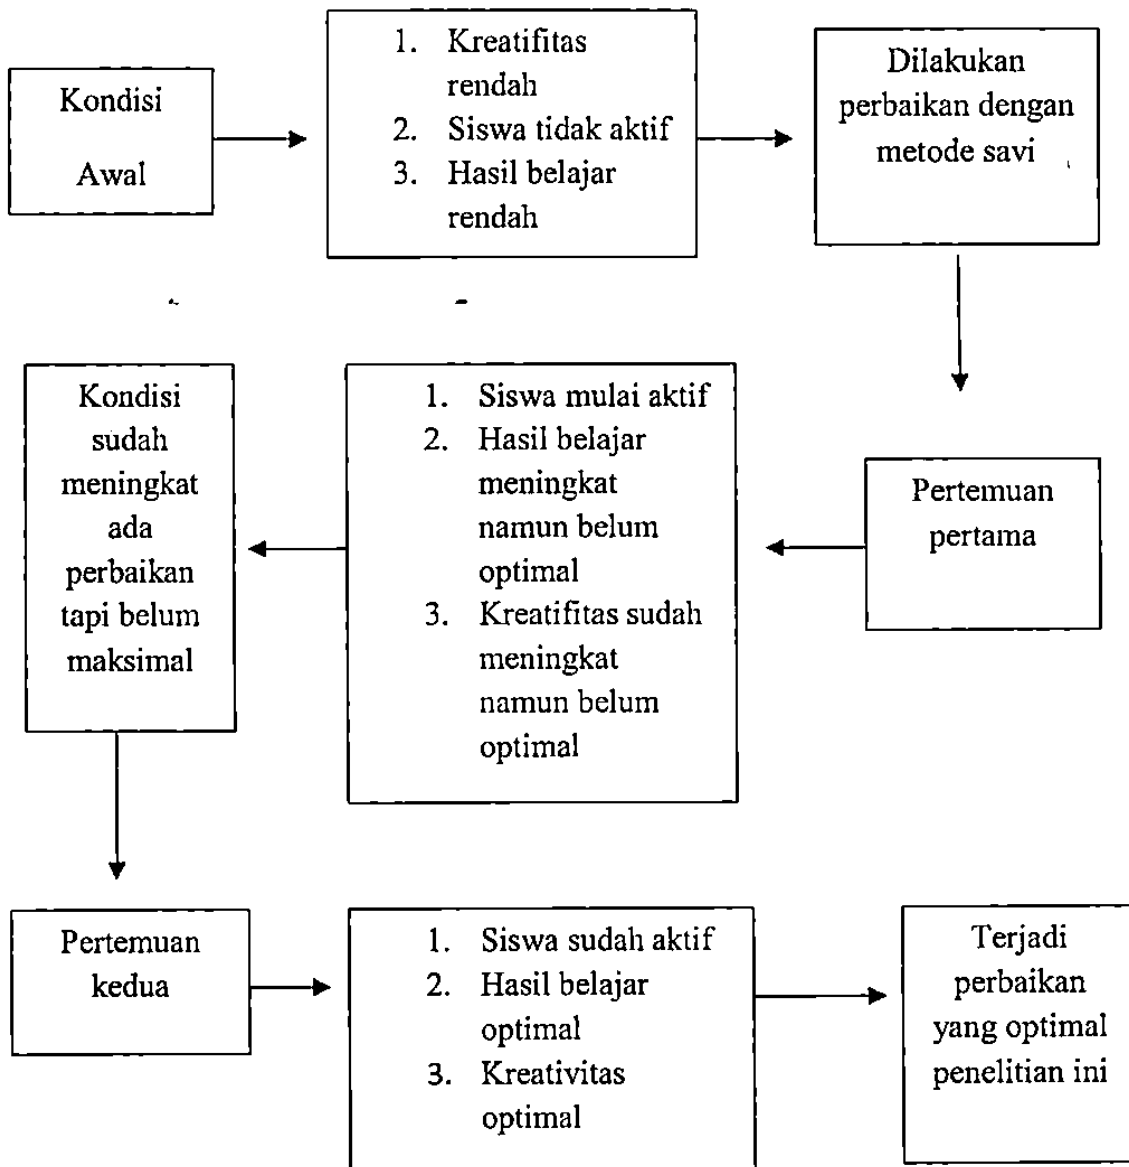 Kondisi
Awal
1. Kreatifitas
rendah
2. Siswa tidak aktif
3. Hasil belajar
rendah
Dilakukan
perbaikan dengan
metode savi
Pertemuan
pertama
1. Siswa mulai aktif
2. Hasil belajar
meningkat
namun belum
optimal
3. Kreatifitas sudah
meningkat
namun belum
optimal
Kondisi
sudah
meningkat
ada
perbaikan
tapi belum
maksimal
Pertemuan
kedua
1. Siswa sudah aktif
2. Hasil belajar
optimal
3. Kreativitas
optimal
Terjadi
perbaikan
yang optimal
penelitian ini